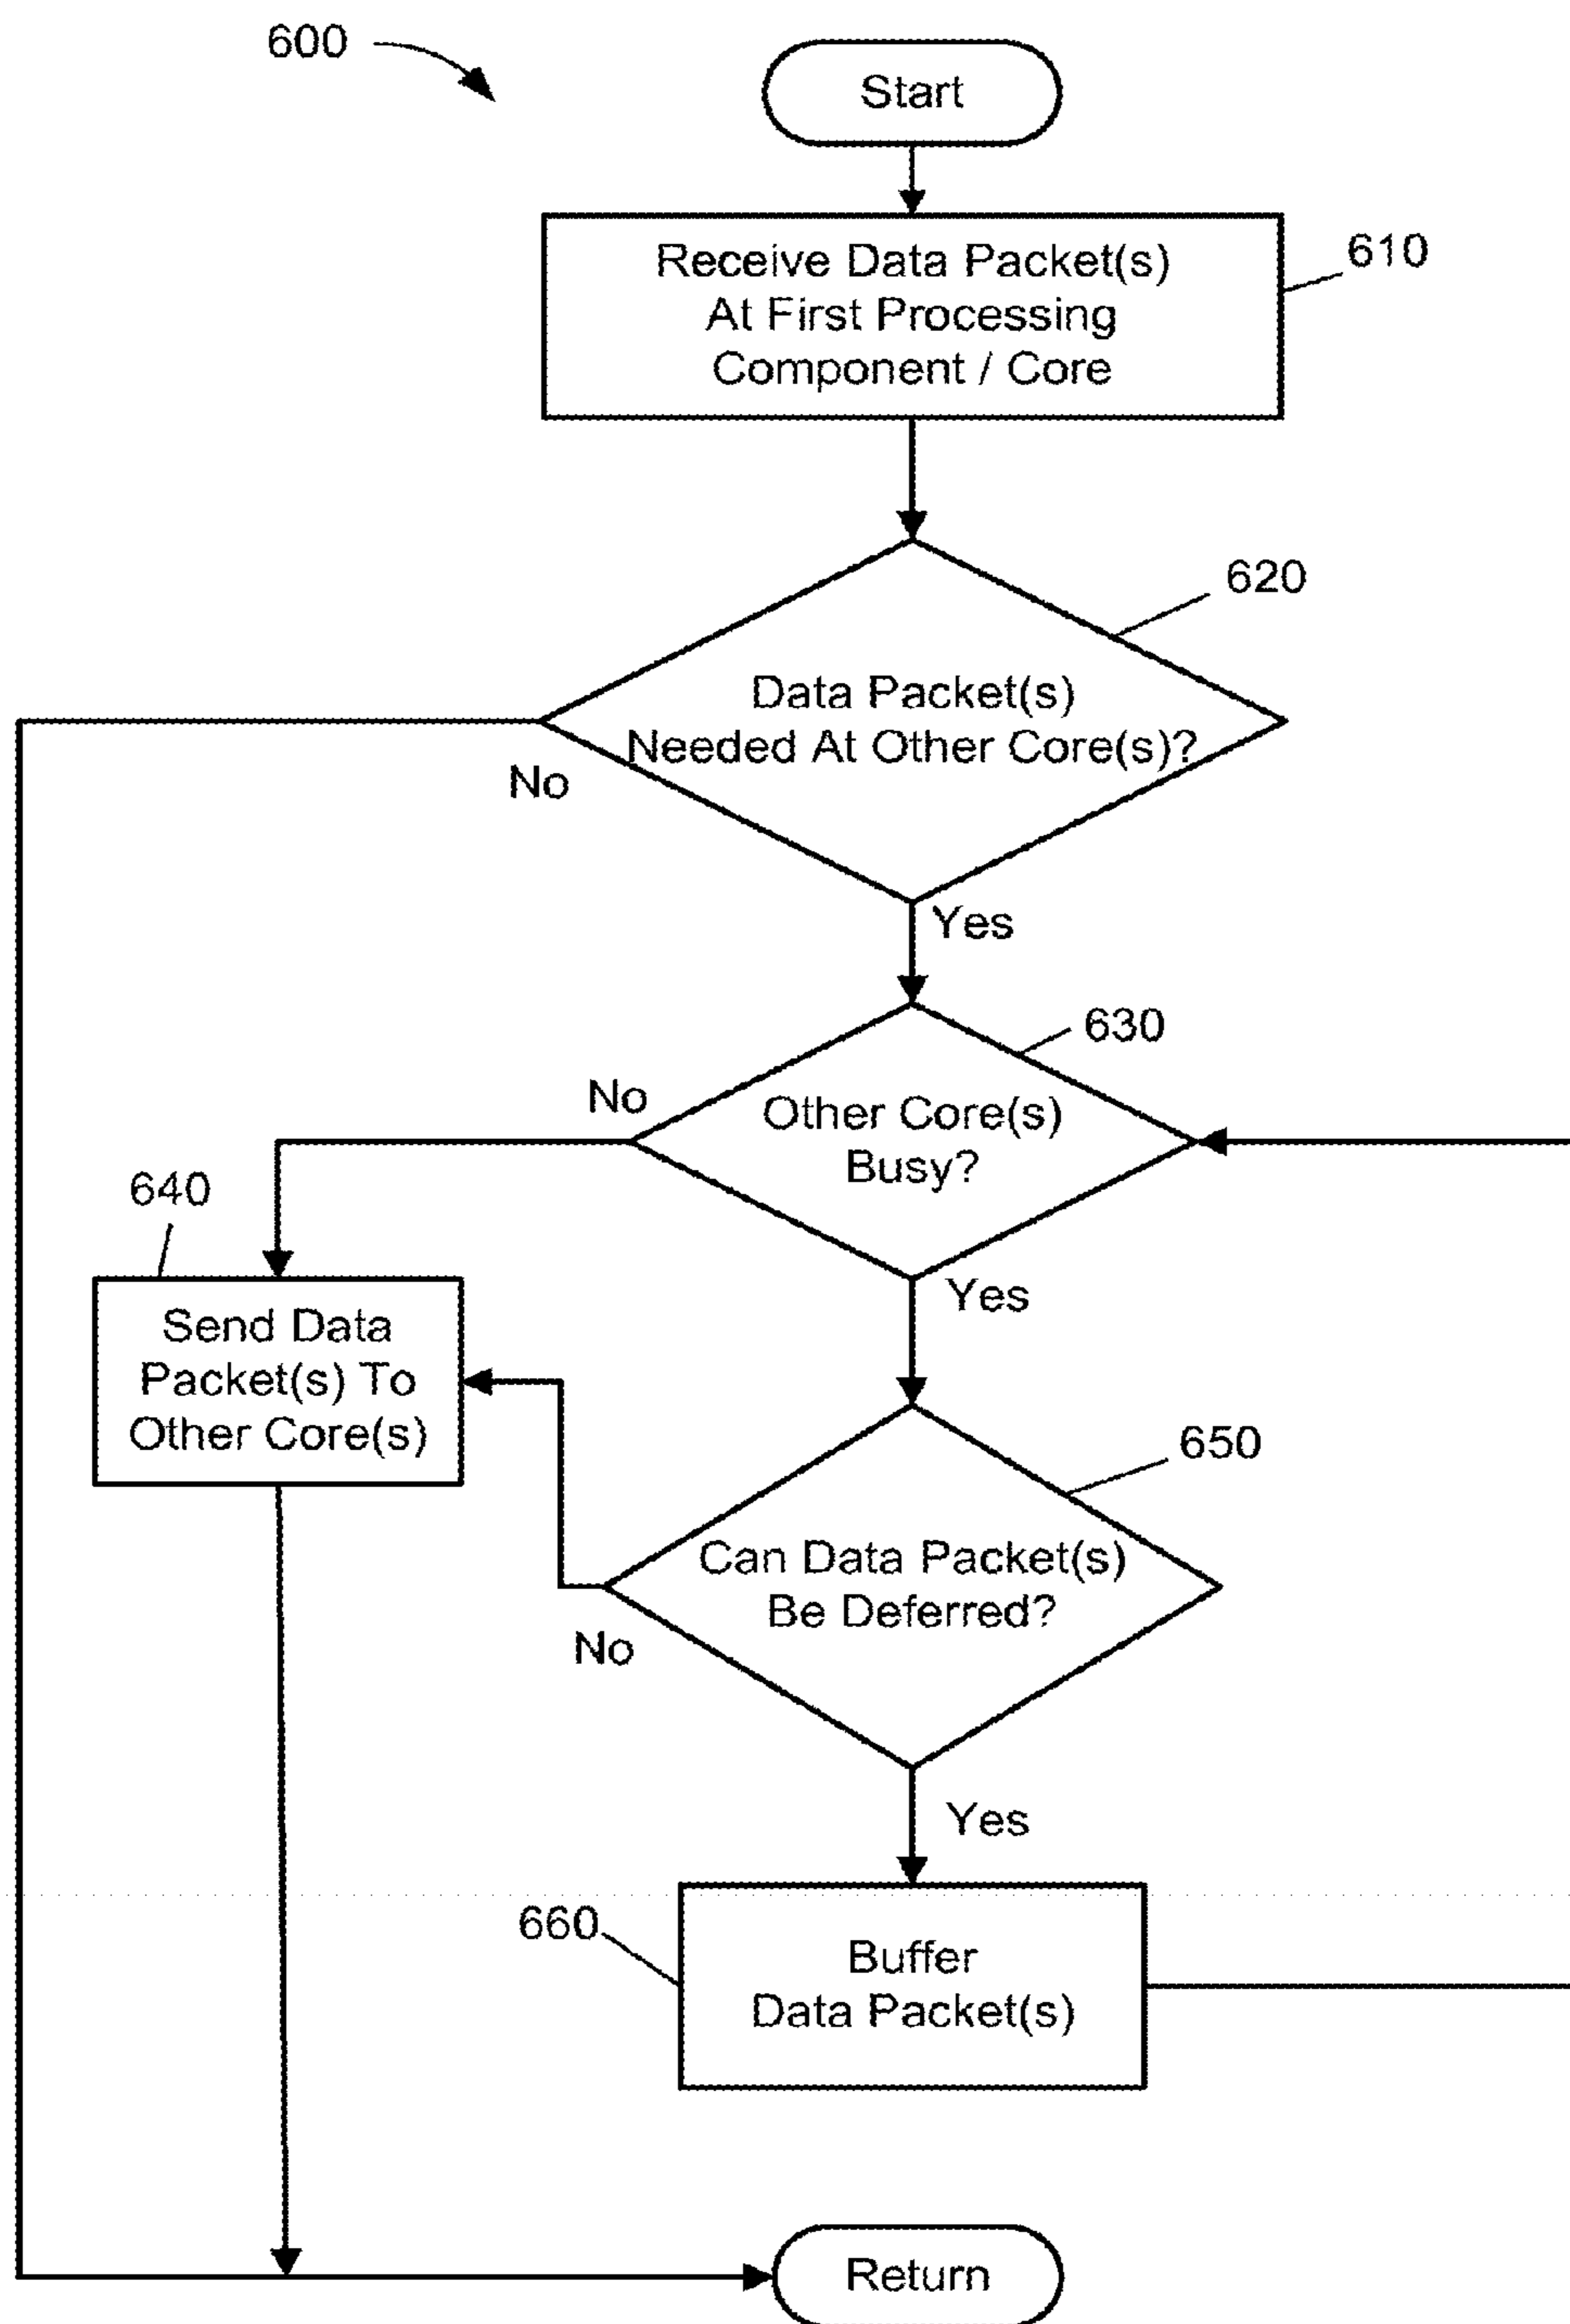 600
Start
Receive Data Packet(s)
At First Processing
Component / Core
610
620
Data Packet(s)
Needed At Other Core(s)?
No
Yes
630
No
Other Core(s)
Busy?
640
Yes
Send Data
Packet(s) To
Other Core(s)
650
Can Data Packet(s)
Be Deferred?
No
Yes
660
Buffer
Data Packet(s)
Return